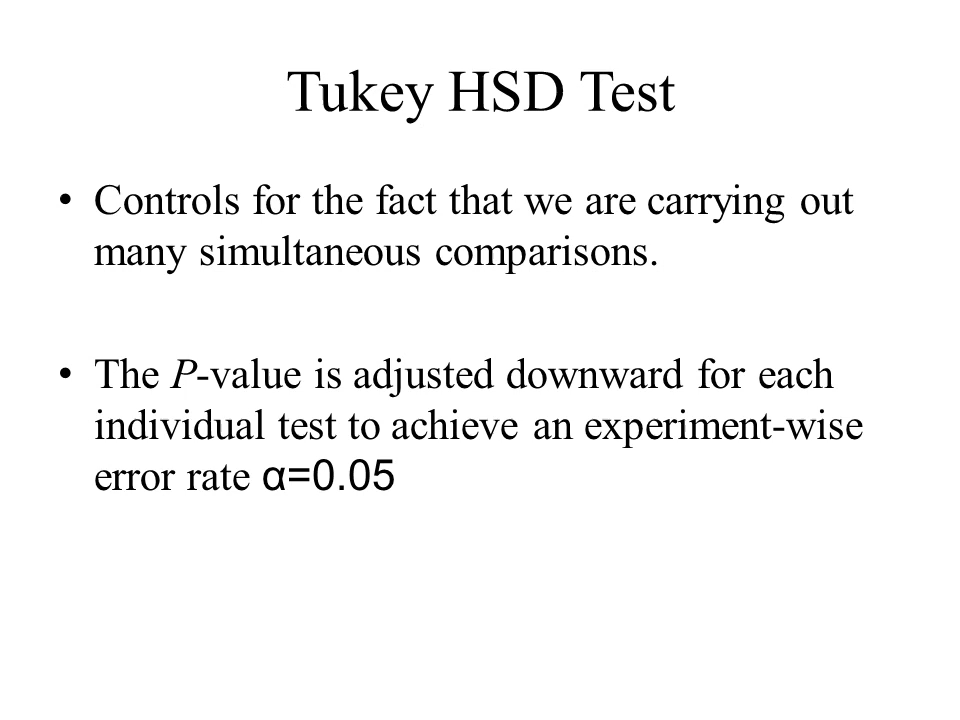 Tukey HSD Test
• Controls for the fact that we are carrying out
many simultaneous comparisons.
• The P-value is adjusted downward for each
individual test to achieve an experiment-wise
error rate α=0.05